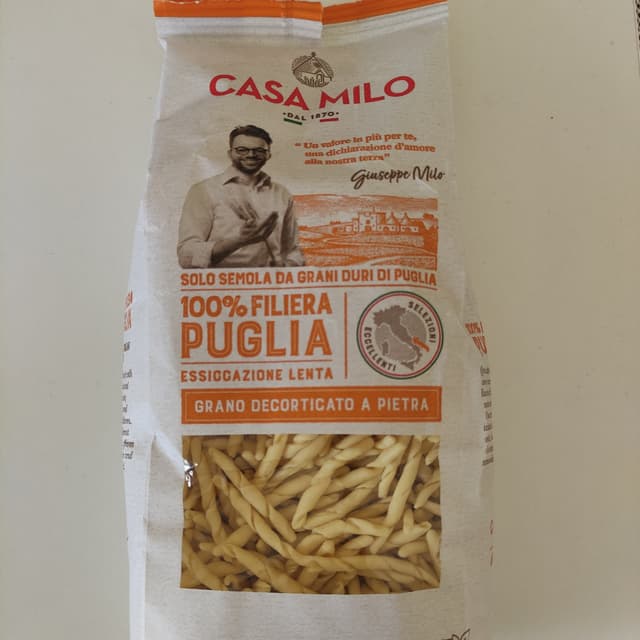 CASA MILO
•DAL 1870•
“Un valore in più per te,
una dichiarazione d'amore
alla nostra terra”
Giuseppe Milo
SOLO SEMOLA DA GRANI DURI DI PUGLIA
100% FILIERA
PUGLIA
ESSICCAZIONE LENTA
SELEZIONI
ECCELLENTI
GRANO DECORTICATO A PIETRA